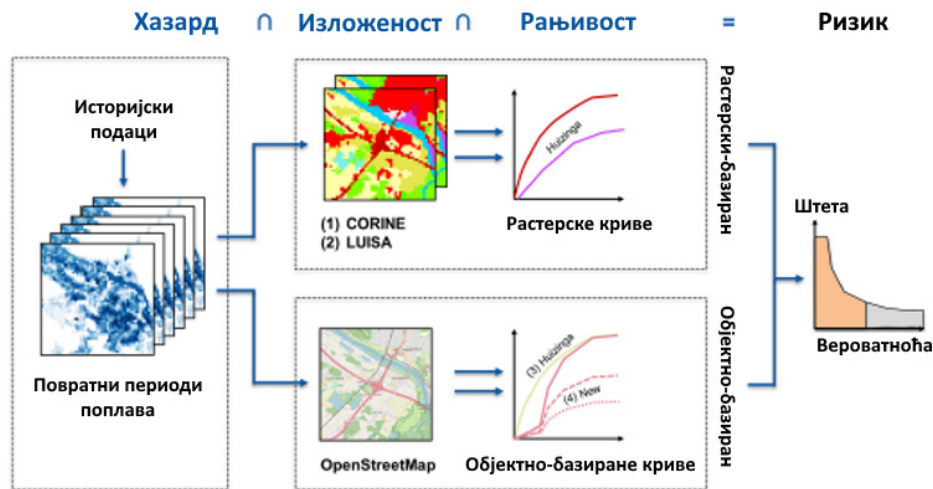 Хазард ∩ Изложеност ∩ Рањивост = Ризик
Историјски
подаци
Повратни периоди
поплава
(1) CORINE
(2) LUISA
Huizinga
Растерске криве
Растерски-базиран
OpenStreetMap
(3) Huizinga
(4) New
Објектно-базиране криве
Објектно-базиран
Штета
Вероватноћа